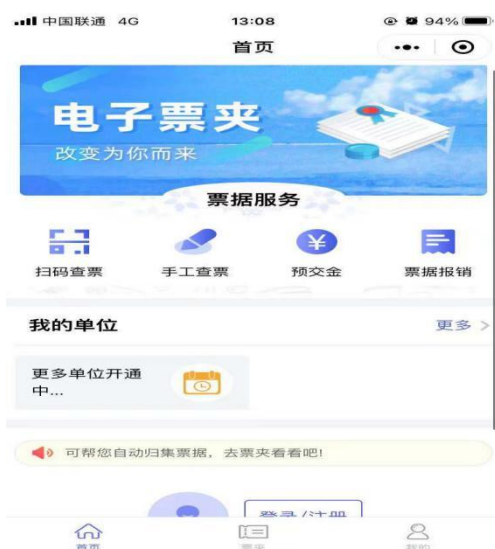 中国联通 4G 13:08 94%
首页
电子票夹
改变为你而来
票据服务
扫码查票 手工查票 预交金 票据报销
我的单位 更多 >
更多单位开通
中...
可帮您自动归集票据，去票夹看看吧!
登录/注册
首页 票夹 我的